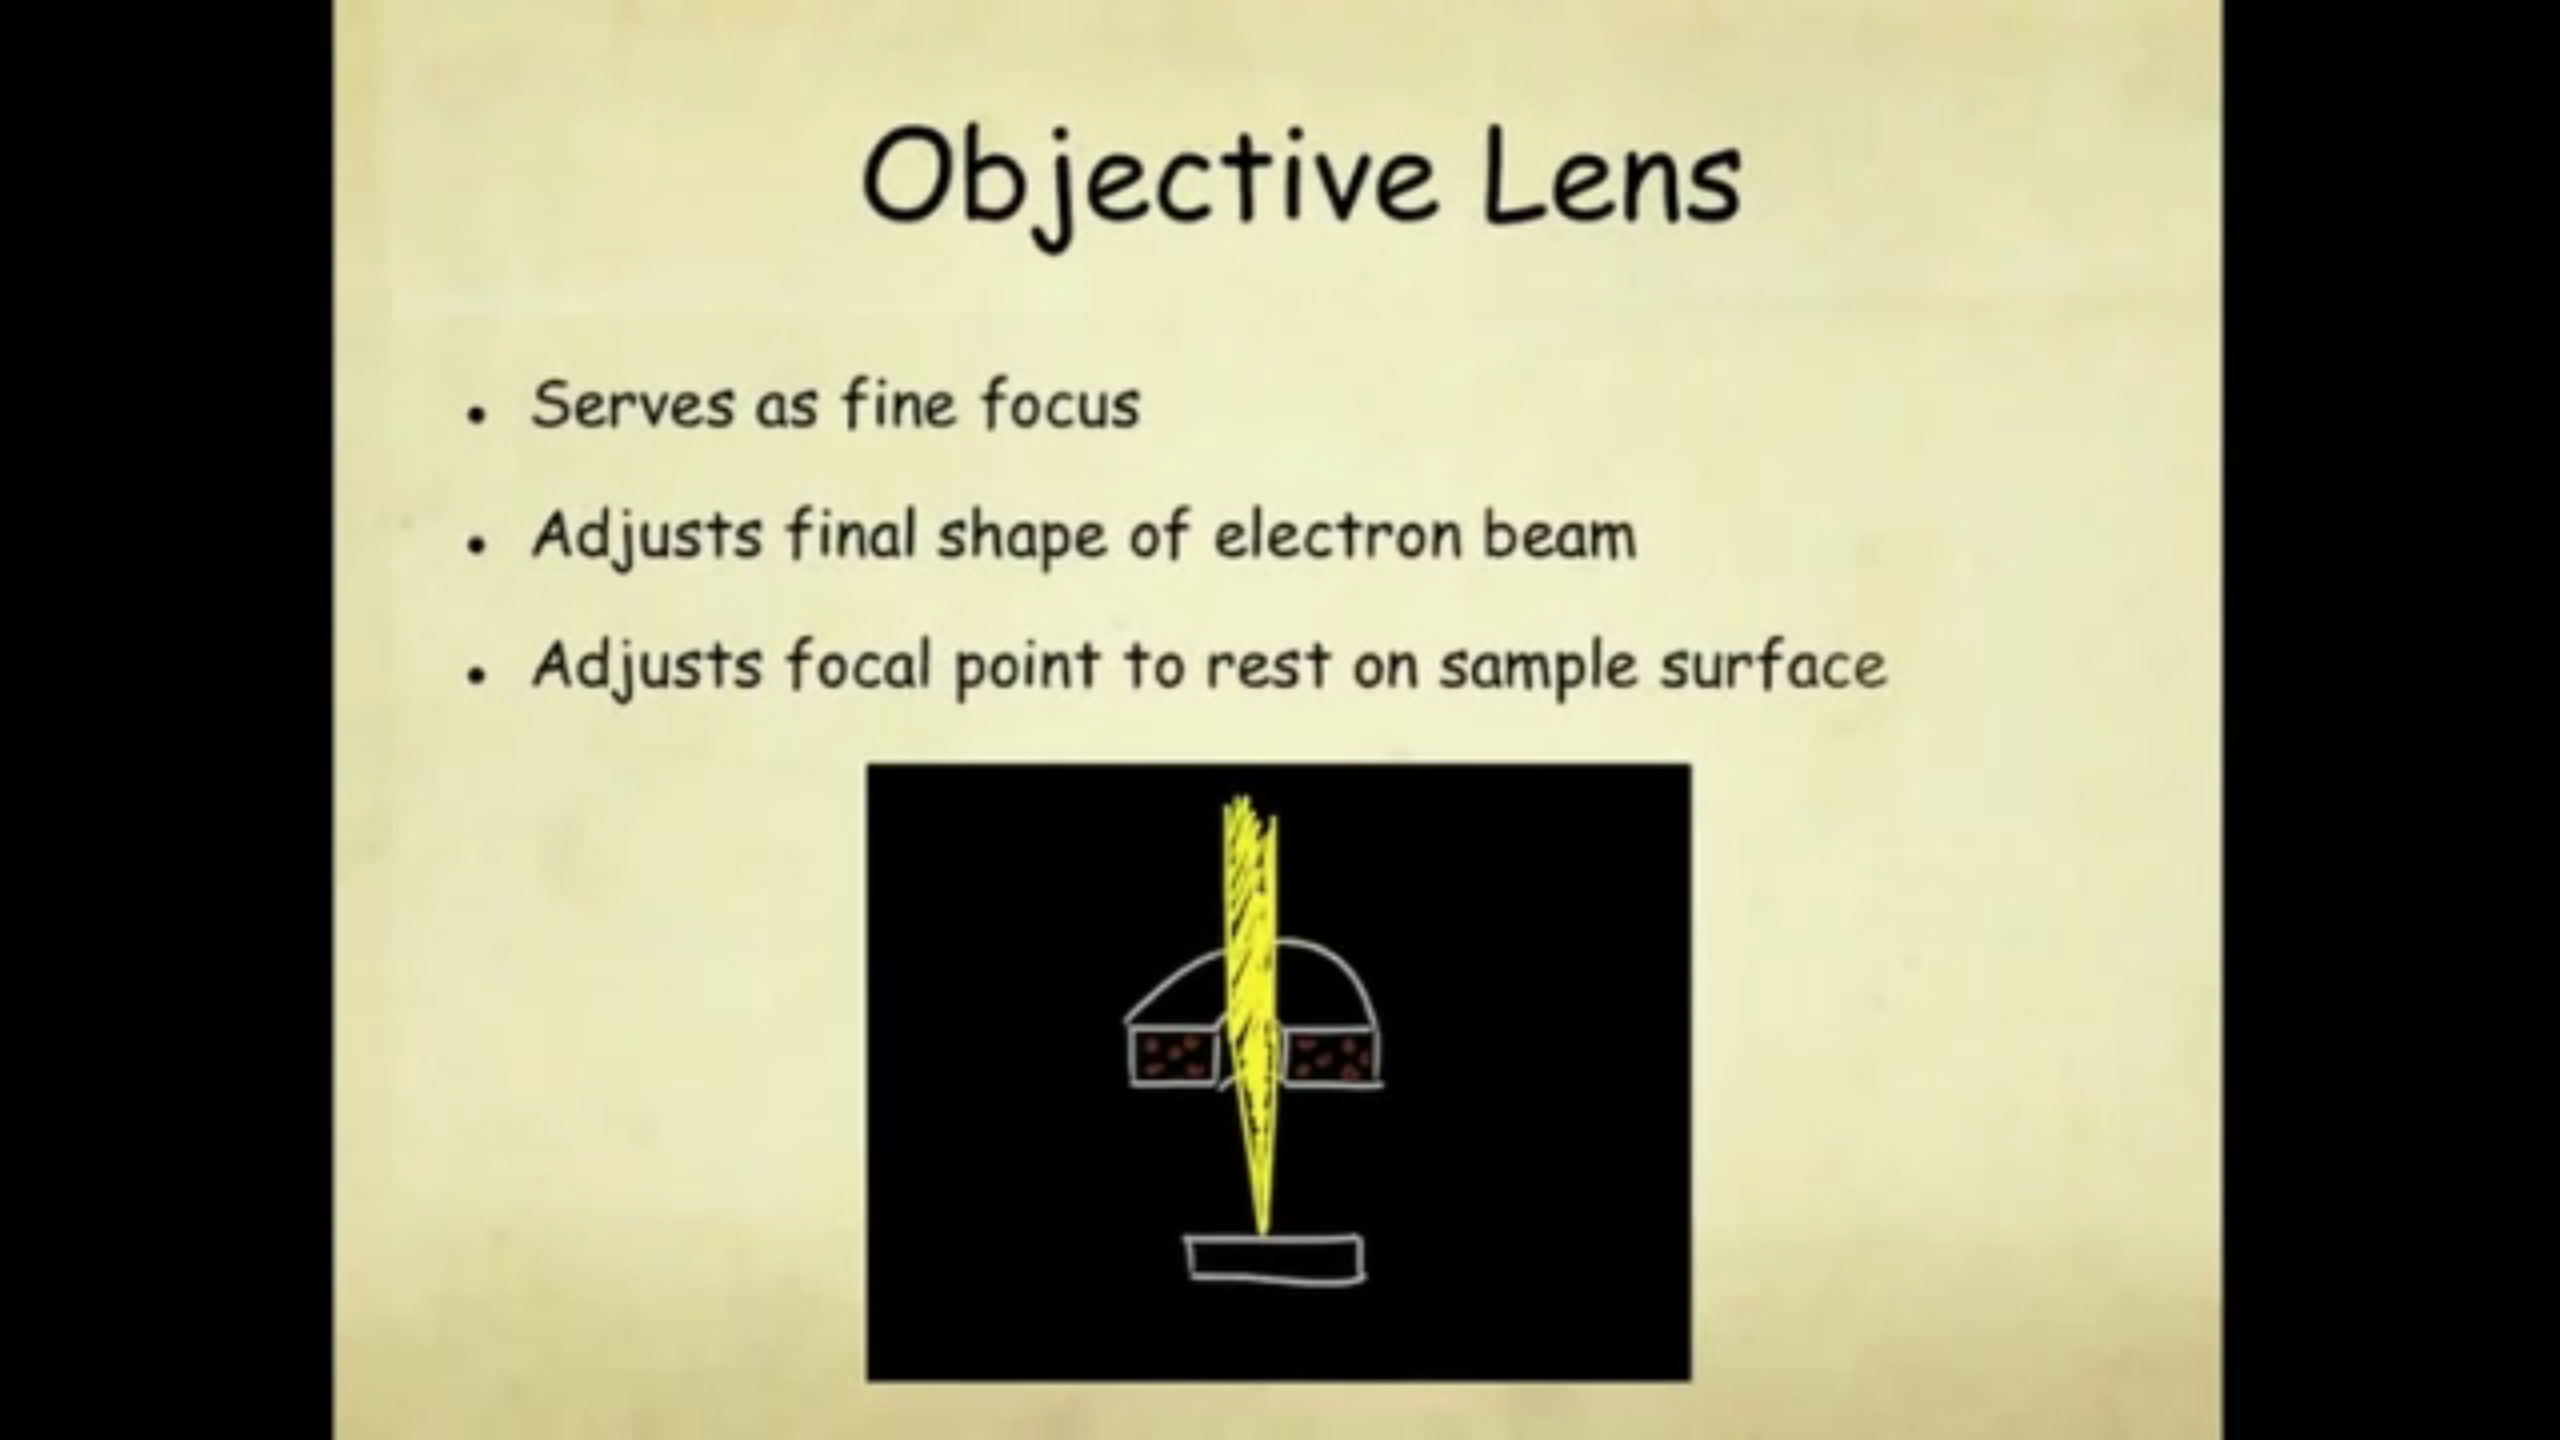 Objective Lens
• Serves as fine focus
• Adjusts final shape of electron beam
• Adjusts focal point to rest on sample surface